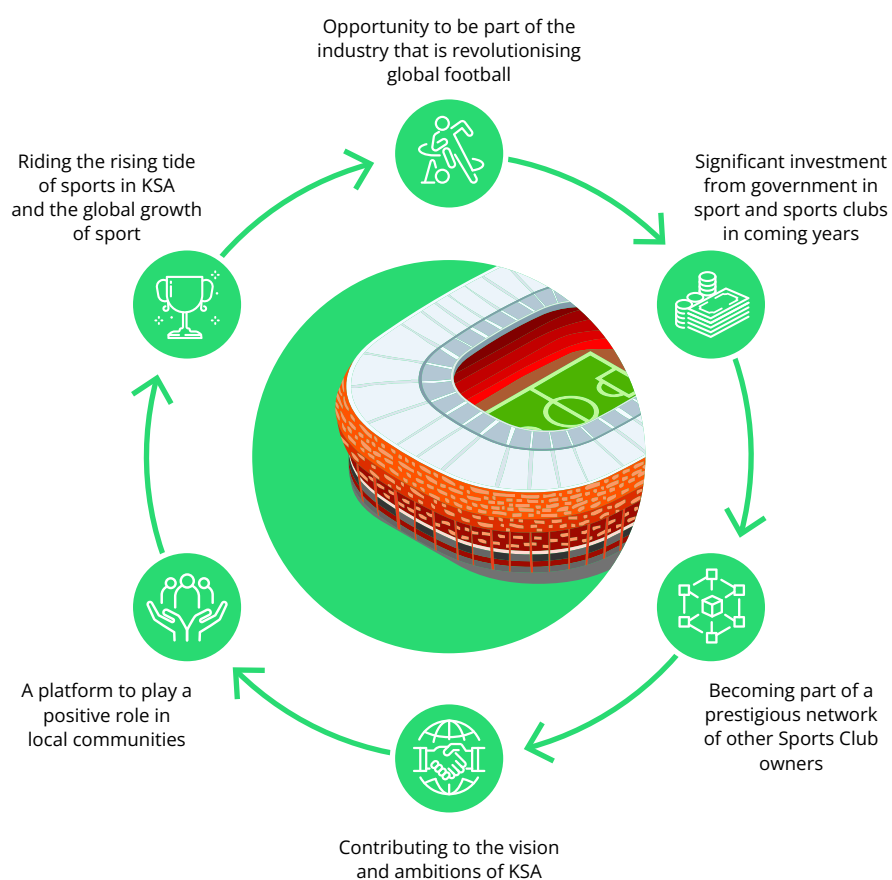 Opportunity to be part of the
industry that is revolutionising
global football
Significant investment
from government in
sport and sports clubs
in coming years
Becoming part of a
prestigious network
of other Sports Club
owners
Contributing to the vision
and ambitions of KSA
A platform to play a
positive role in
local communities
Riding the rising tide
of sports in KSA
and the global growth
of sport